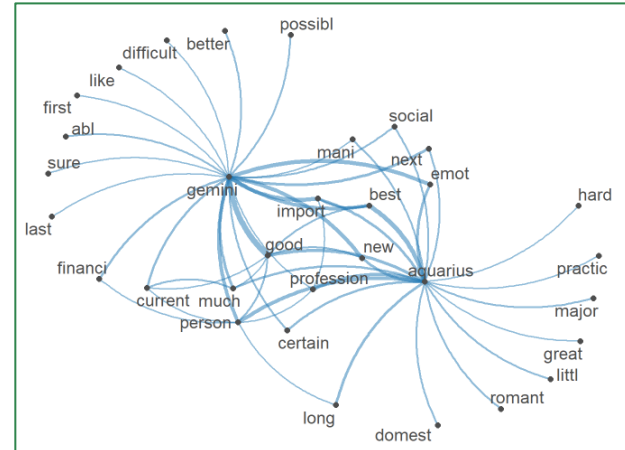 possibl
better
difficult
like
first
abl
sure
last
gemini
social
mani
next
emot
best
import
good
new
hard
financi
current
much
profession
aquarius
practic
person
major
certain
great
littl
long
romant
domest